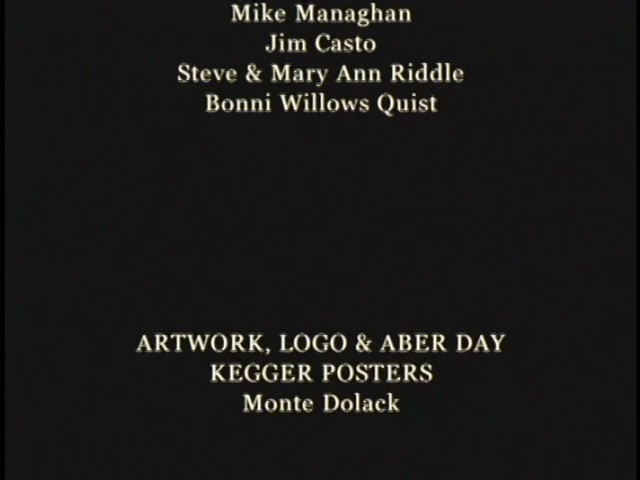 Mike Managhan
Jim Casto
Steve & Mary Ann Riddle
Bonni Willows Quist
ARTWORK, LOGO & ABER DAY
KEGGER POSTERS
Monte Dolack